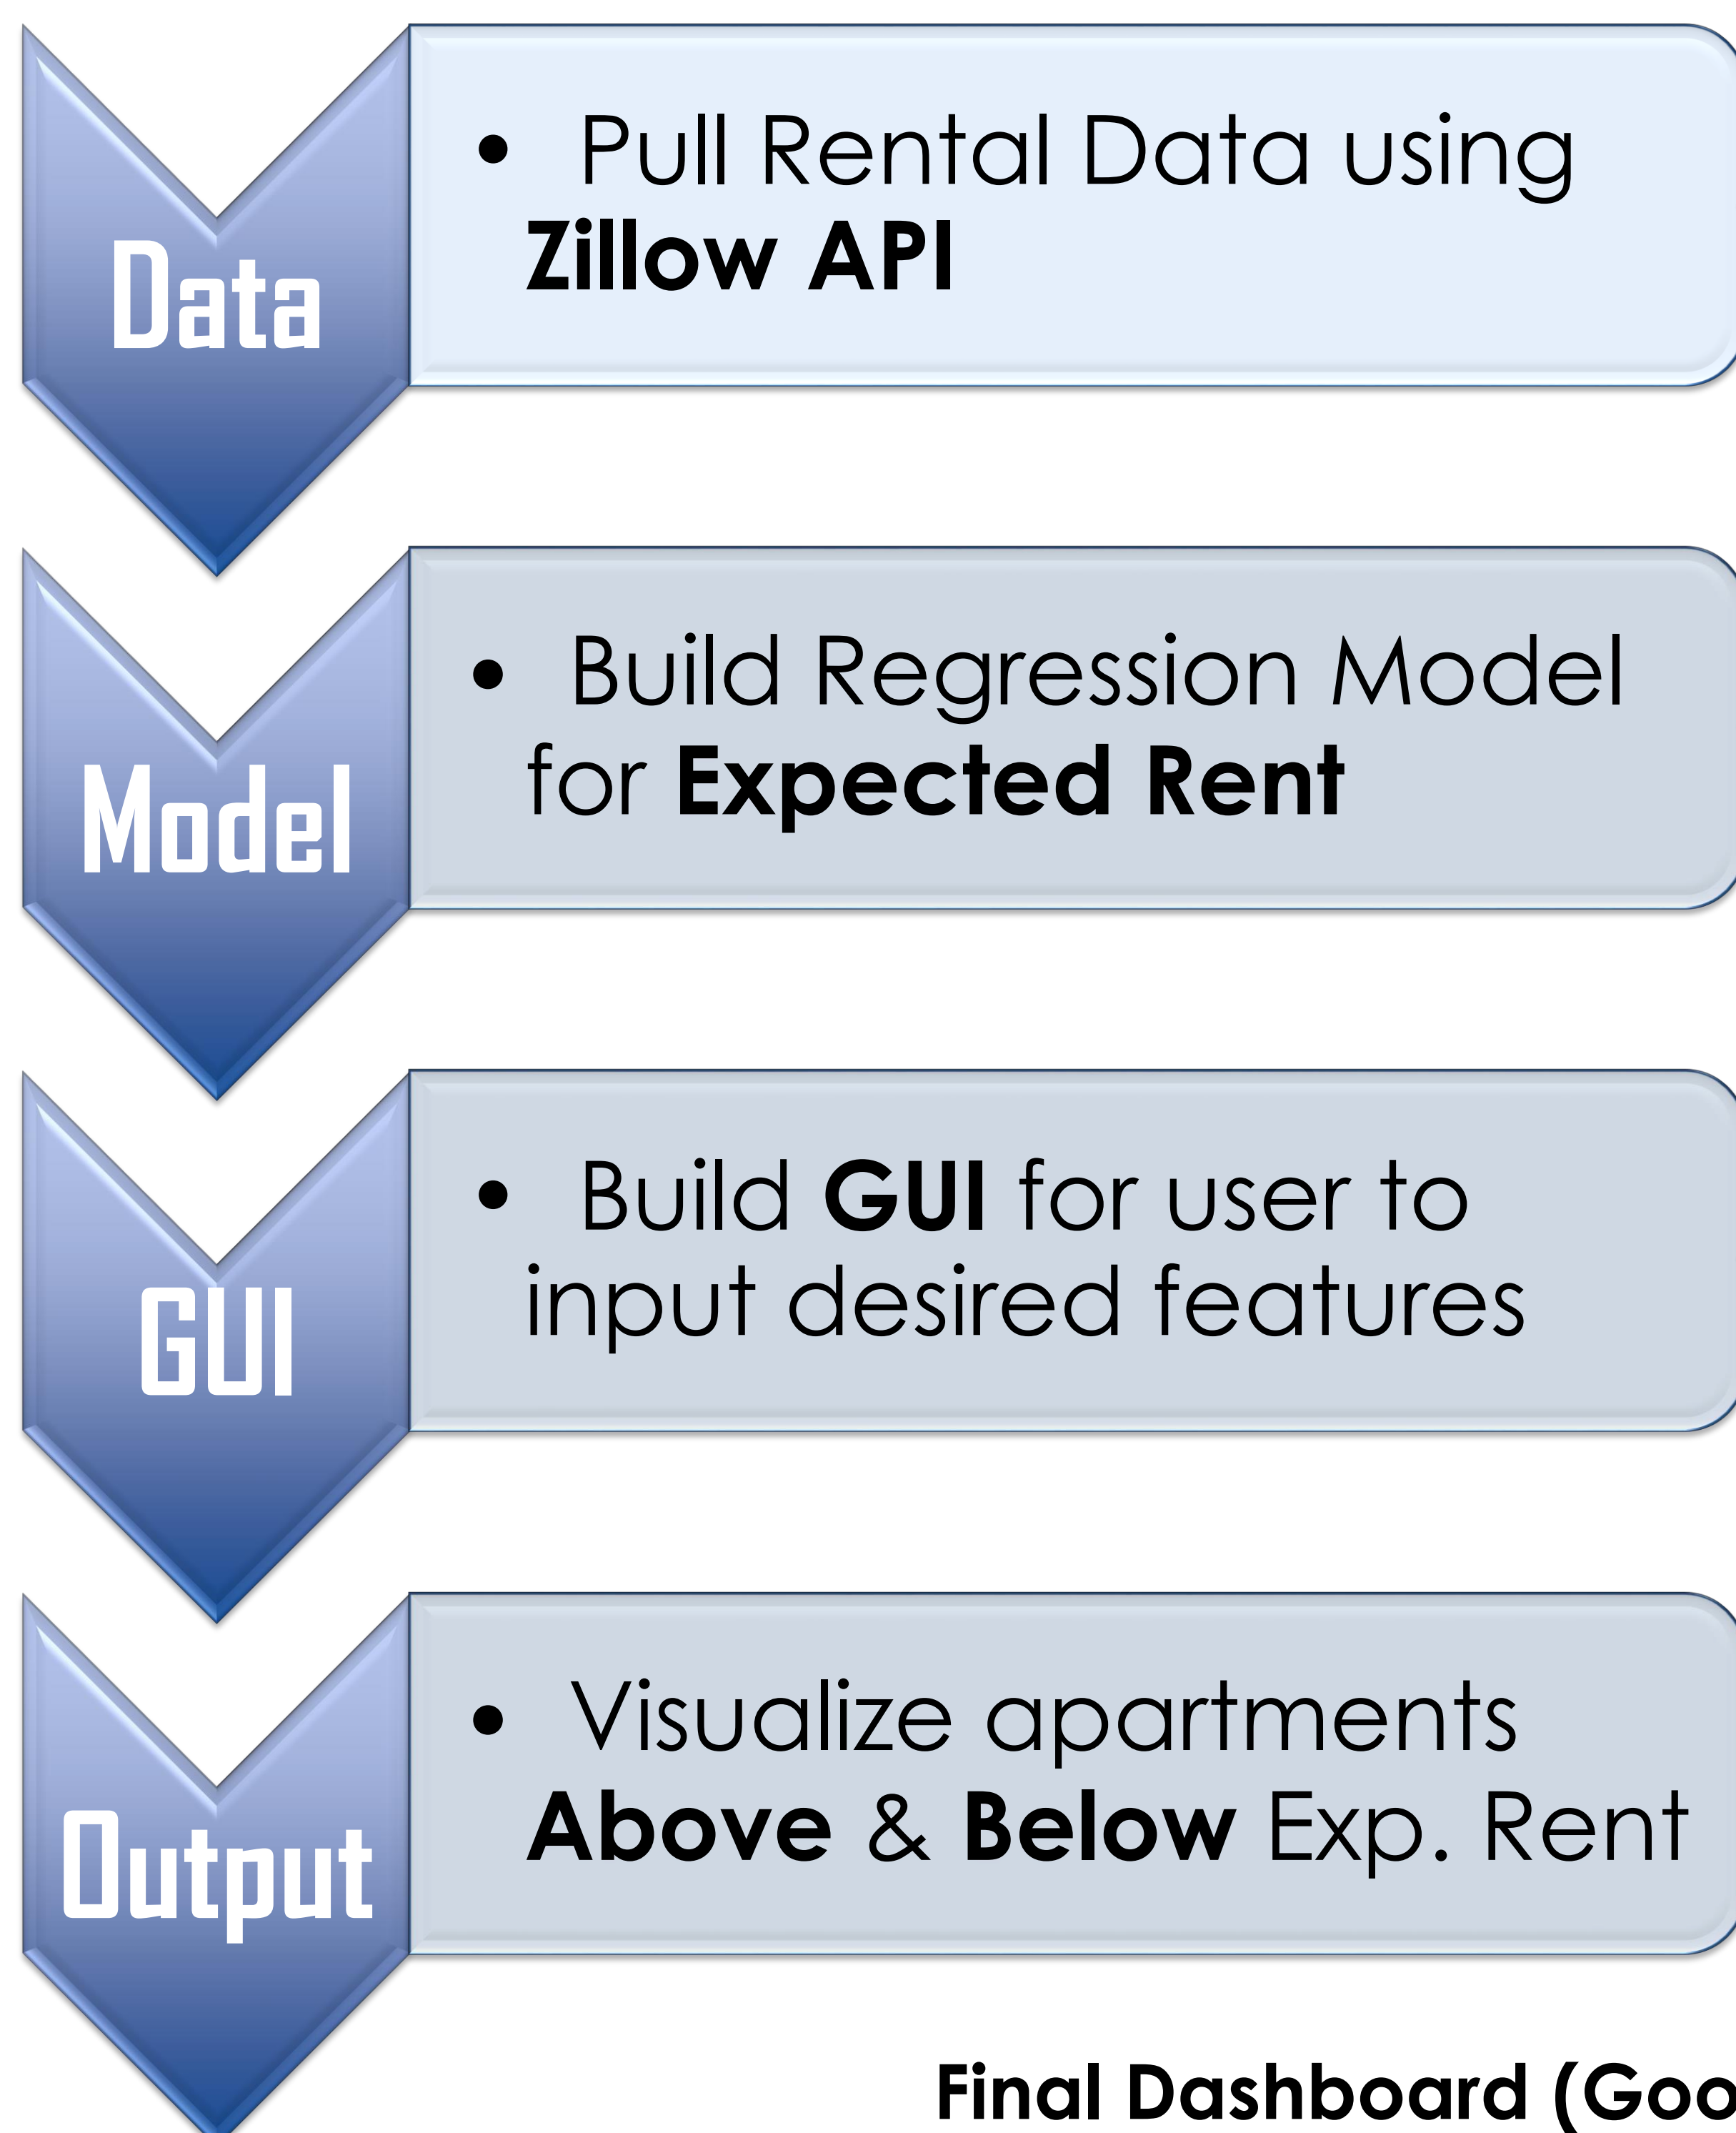 Data
• Pull Rental Data using
Zillow API
Model
• Build Regression Model
for Expected Rent
GUI
• Build GUI for user to
input desired features
Output
• Visualize apartments
Above & Below Exp. Rent
Final Dashboard (Goo